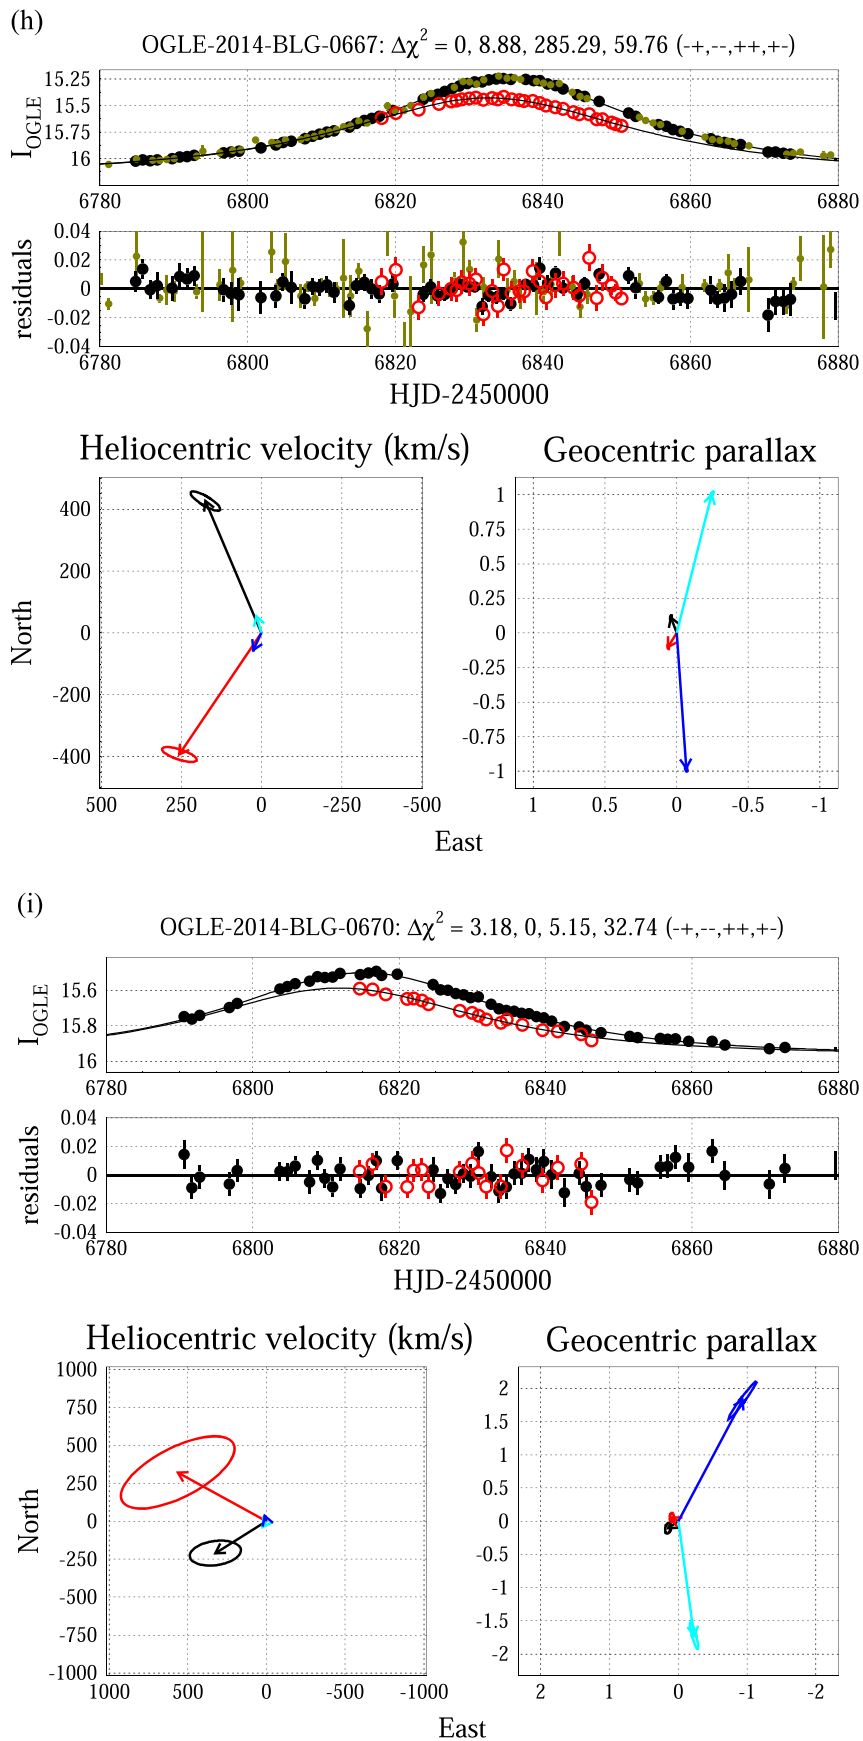 (h)
OGLE-2014-BLG-0667: Δχ² = 0, 8.88, 285.29, 59.76 (-+,--,++,+-)
I_OGLE
15.25
15.5
15.75
16
6780 6800 6820 6840 6860 6880
residuals
0.04
0.02
0
-0.02
-0.04
6780 6800 6820 6840 6860 6880
HJD-2450000
Heliocentric velocity (km/s) Geocentric parallax
North
400
200
0
-200
-400
500 250 0 -250 -500
1
0.75
0.5
0.25
0
-0.25
-0.5
-0.75
-1
1 0.5 0 -0.5 -1
East
(i)
OGLE-2014-BLG-0670: Δχ² = 3.18, 0, 5.15, 32.74 (-+,--,++,+-)
I_OGLE
15.6
15.8
16
6780 6800 6820 6840 6860 6880
residuals
0.04
0.02
0
-0.02
-0.04
6780 6800 6820 6840 6860 6880
HJD-2450000
Heliocentric velocity (km/s) Geocentric parallax
North
1000
750
500
250
0
-250
-500
-750
-1000
1000 500 0 -500 -1000
2
1.5
1
0.5
0
-0.5
-1
-1.5
-2
2 1 0 -1 -2
East